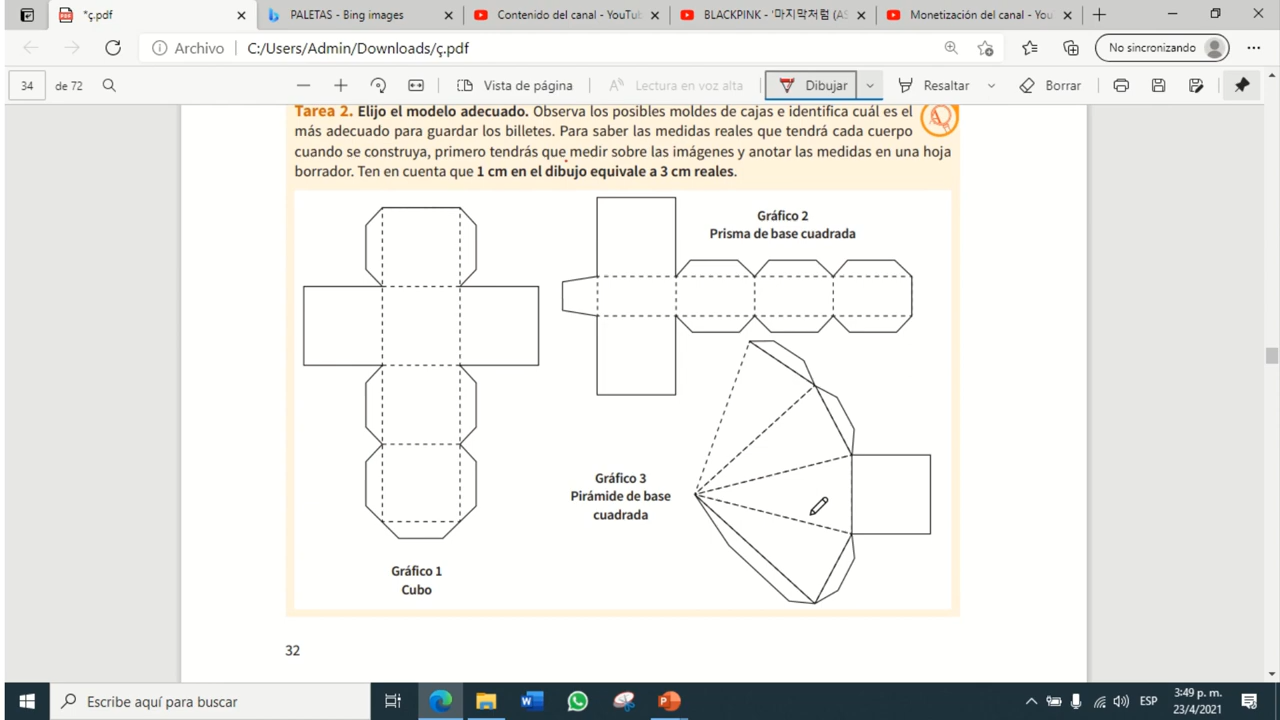 *ç.pdf
PALETAS - Bing images
Contenido del canal - YouTu
BLACKPINK - '마지막처럼 (AS
Monetización del canal - You
Archivo
C:/Users/Admin/Downloads/ç.pdf
No sincronizando
34 de 72
Vista de página
Lectura en voz alta
Dibujar
Resaltar
Borrar
Tarea 2. Elijo el modelo adecuado. Observa los posibles moldes de cajas e identifica cuál es el
más adecuado para guardar los billetes. Para saber las medidas reales que tendrá cada cuerpo
cuando se construya, primero tendrás que medir sobre las imágenes y anotar las medidas en una hoja
borrador. Ten en cuenta que 1 cm en el dibujo equivale a 3 cm reales.
Gráfico 2
Prisma de base cuadrada
Gráfico 3
Pirámide de base
cuadrada
Gráfico 1
Cubo
32
Escribe aquí para buscar
ESP
3:49 p. m.
23/4/2021